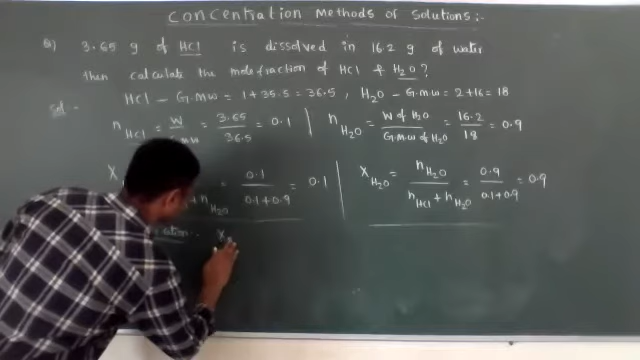 Concentration Methods of Solutions:-
Q) 3.65 g of HCl is dissolved in 16.2 g of water
then calculate the molefraction of HCl & H2O?
Sol - HCl - G.m.w = 1+35.5 = 36.5, H2O - G.m.w = 2+16 = 18
nHCl = W / G.m.w = 3.65 / 36.5 = 0.1 | nH2O = W of H2O / G.m.w of H2O = 16.2 / 18 = 0.9
X + nH2O = 0.1 / 0.1+0.9 = 0.1 | XH2O = nH2O / nHCl + nH2O = 0.9 / 0.1+0.9 = 0.9
ation:- X